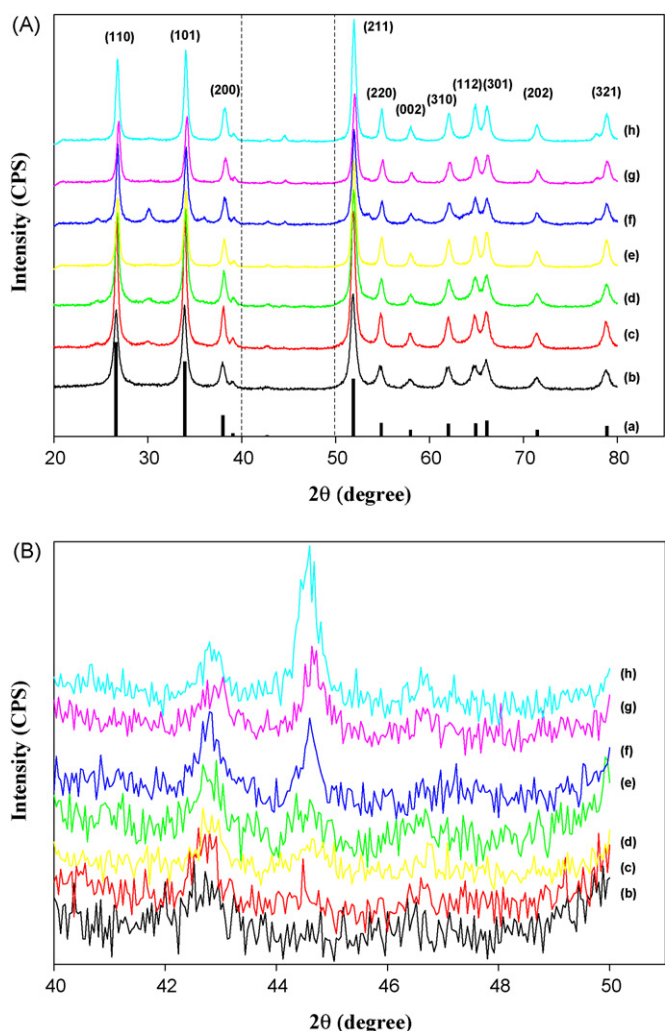 (A)
(110)
(101)
(200)
(211)
(220)
(002)
(310)
(112) (301)
(202)
(321)
(h)
(g)
(f)
(e)
(d)
(c)
(b)
(a)
Intensity (CPS)
20 30 40 50 60 70 80
2θ (degree)
(B)
(h)
(g)
(f)
(e)
(d)
(c)
(b)
Intensity (CPS)
40 42 44 46 48 50
2θ (degree)